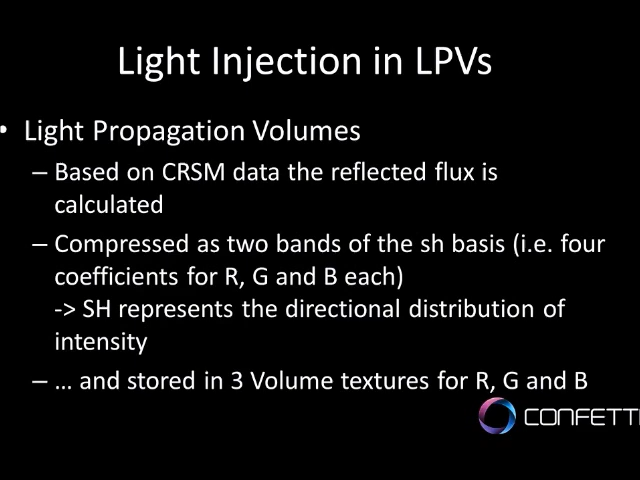 Light Injection in LPVs
• Light Propagation Volumes
– Based on CRSM data the reflected flux is
calculated
– Compressed as two bands of the sh basis (i.e. four
coefficients for R, G and B each)
-> SH represents the directional distribution of
intensity
– … and stored in 3 Volume textures for R, G and B
CONFETTI